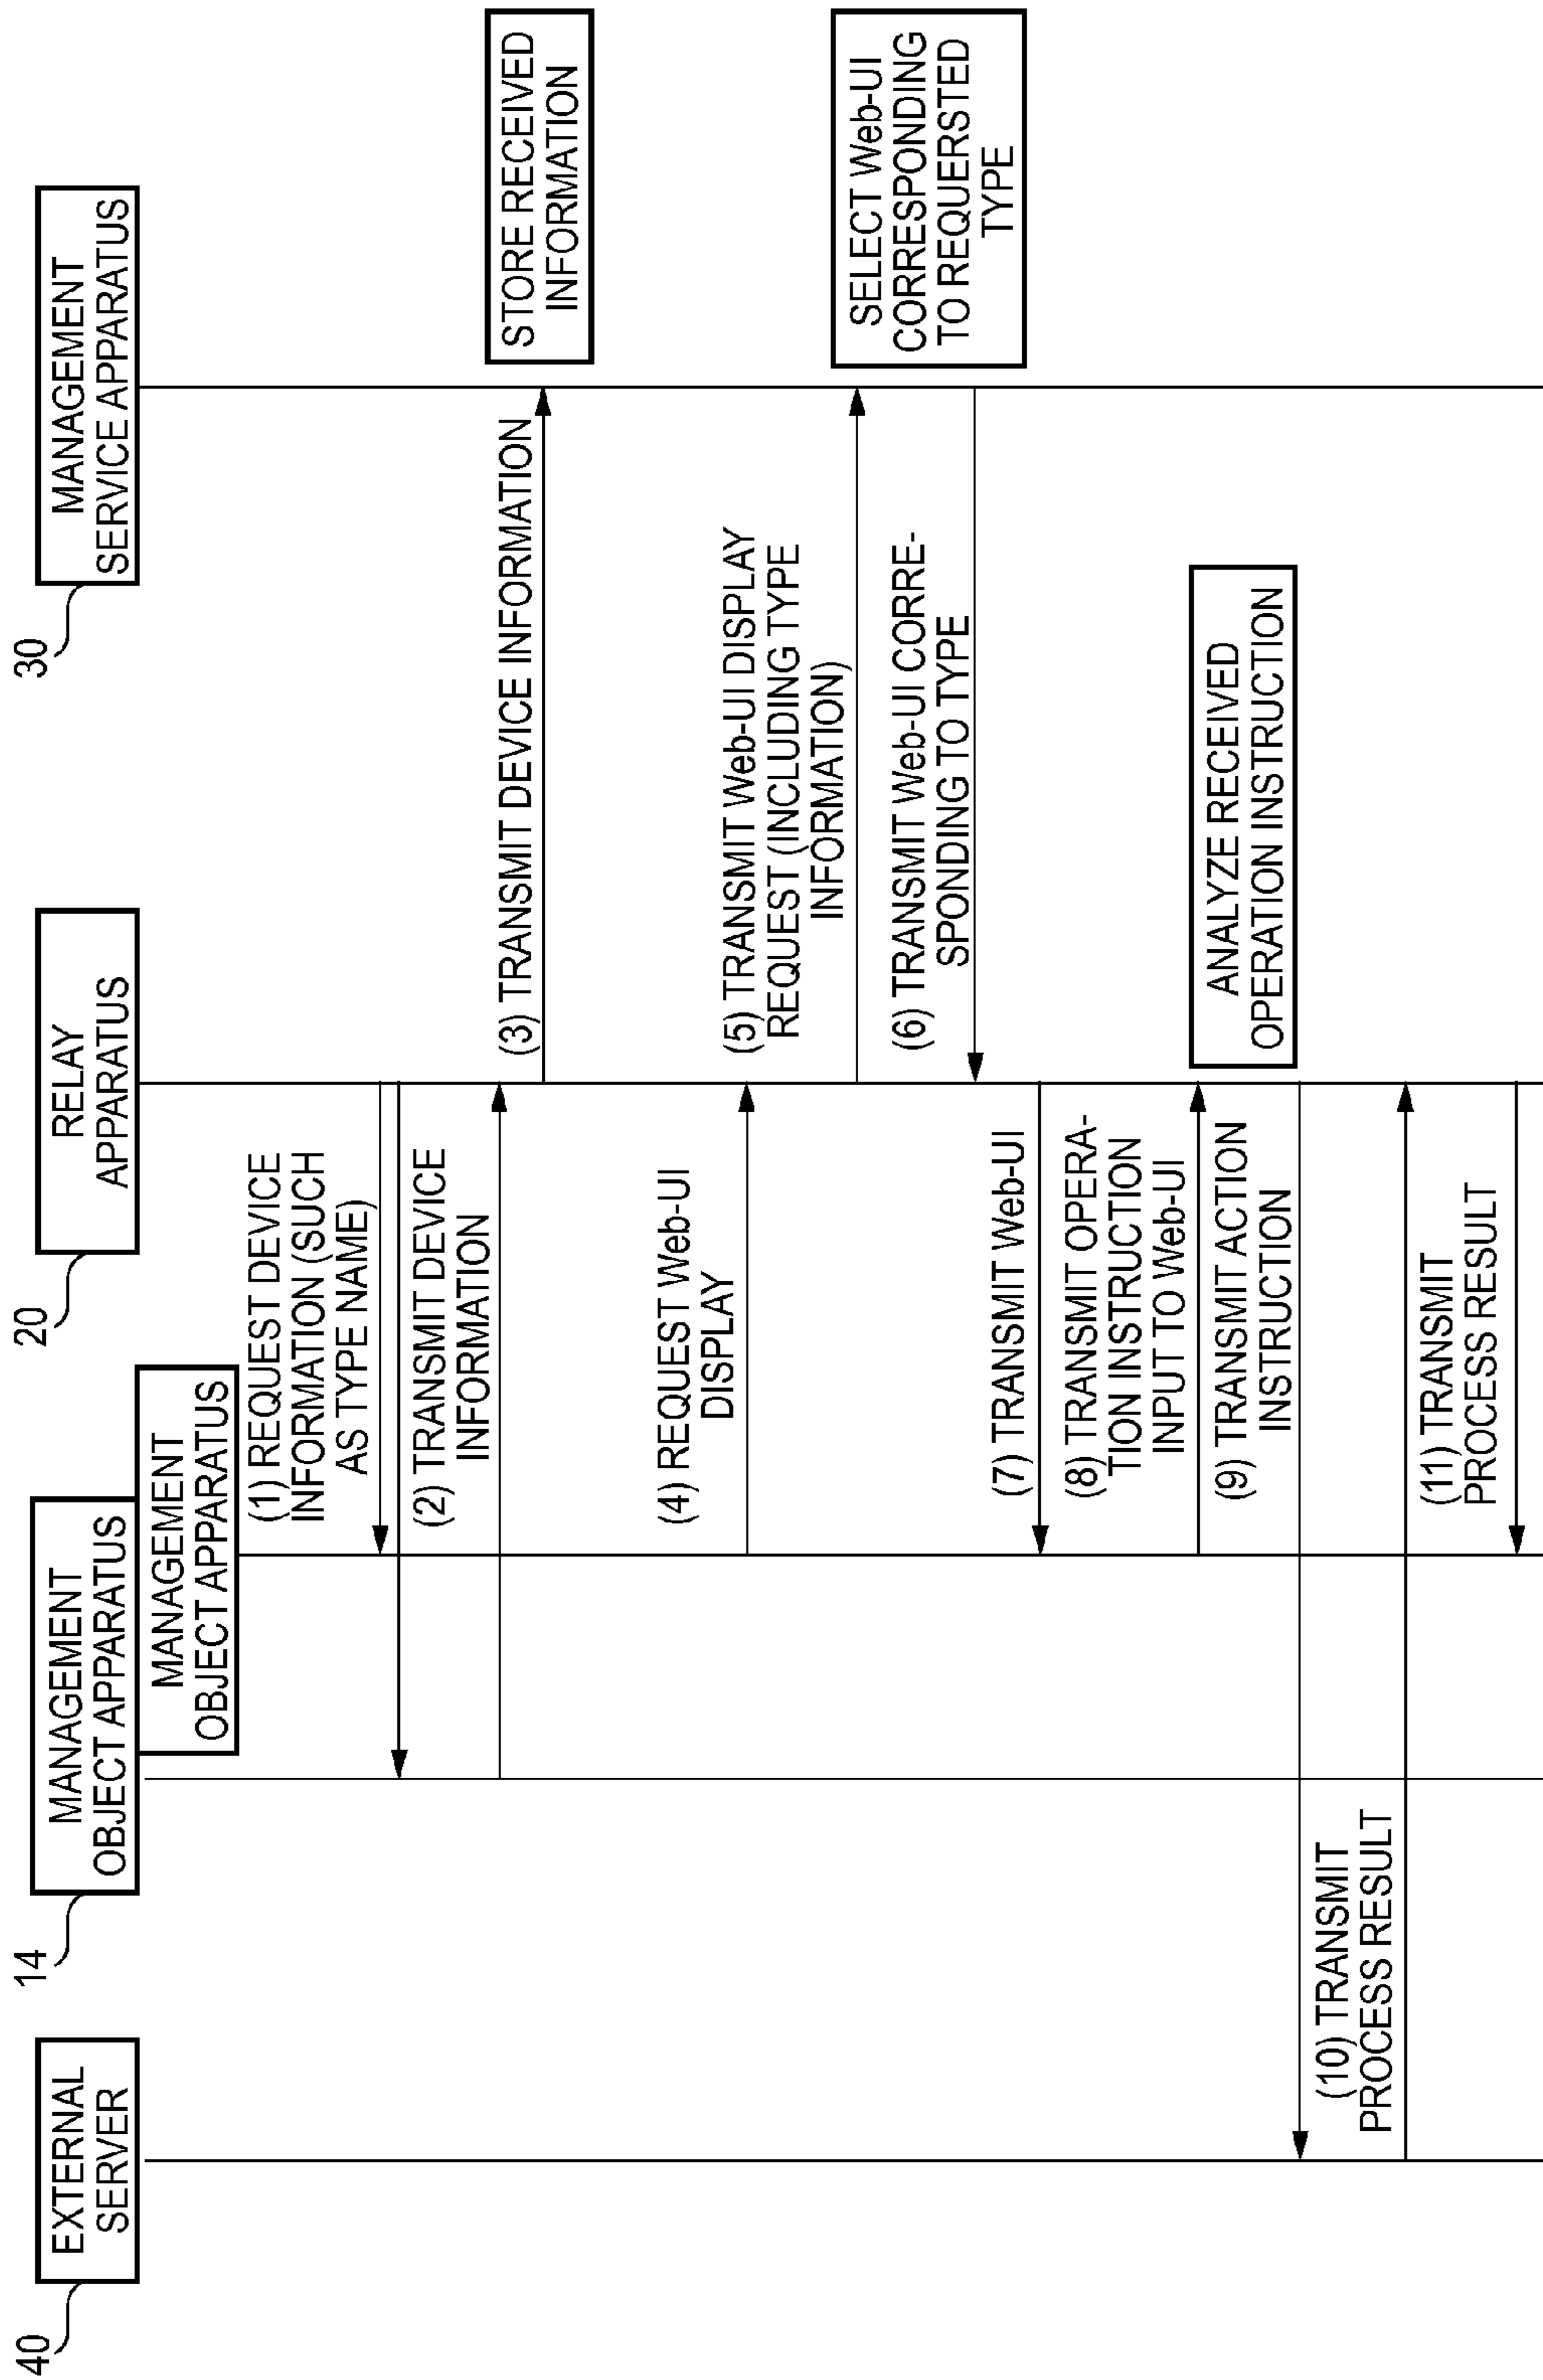 40
EXTERNAL
SERVER
14
MANAGEMENT
OBJECT APPARATUS
MANAGEMENT
OBJECT APPARATUS
20
RELAY
APPARATUS
30
MANAGEMENT
SERVICE APPARATUS
(1) REQUEST DEVICE
INFORMATION (SUCH
AS TYPE NAME)
(2) TRANSMIT DEVICE
INFORMATION
(3) TRANSMIT DEVICE INFORMATION
STORE RECEIVED
INFORMATION
(4) REQUEST Web-UI
DISPLAY
(5) TRANSMIT Web-UI DISPLAY
REQUEST (INCLUDING TYPE
INFORMATION)
SELECT Web-UI
CORRESPONDING
TO REQUERSTED
TYPE
(6) TRANSMIT Web-UI CORRE-
SPONDING TO TYPE
(7) TRANSMIT Web-UI
(8) TRANSMIT OPERA-
TION INSTRUCTION
INPUT TO Web-UI
ANALYZE RECEIVED
OPERATION INSTRUCTION
(9) TRANSMIT ACTION
INSTRUCTION
(10) TRANSMIT
PROCESS RESULT
(11) TRANSMIT
PROCESS RESULT